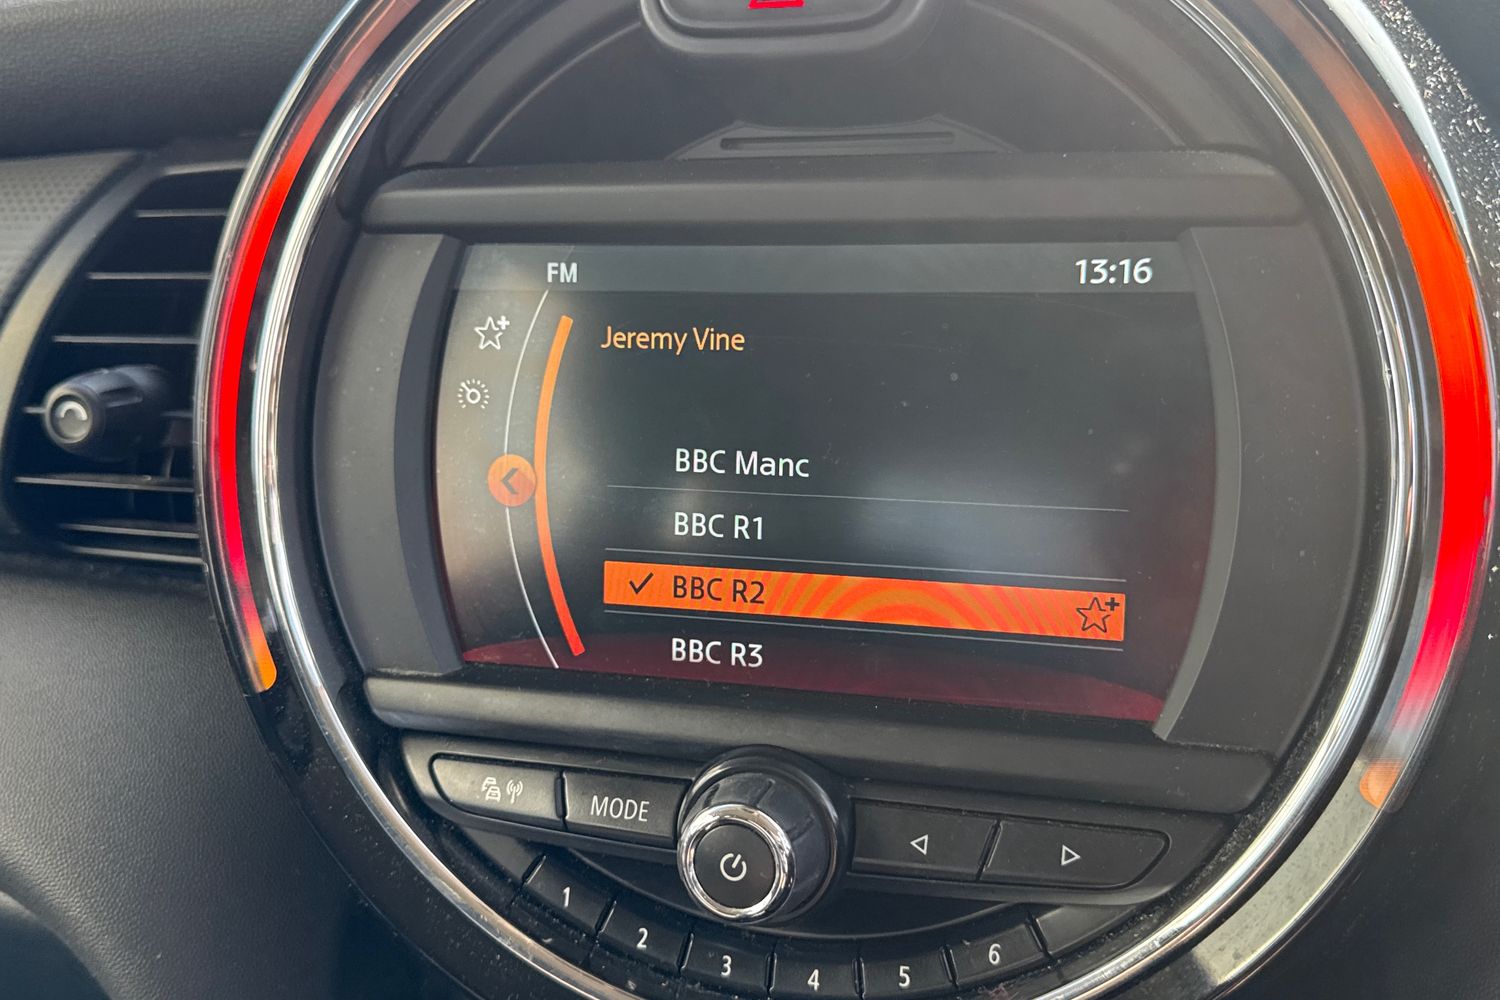 FM 13:16
Jeremy Vine
BBC Manc
BBC R1
BBC R2
BBC R3
MODE
1 2 3 4 5 6